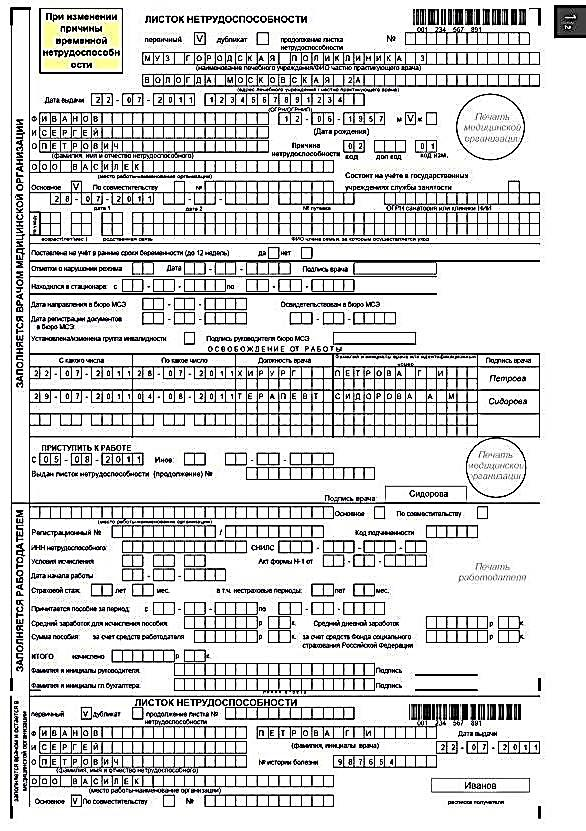 При изменении
причины
временной
нетрудоспособн
ости
ЛИСТОК НЕТРУДОСПОСОБНОСТИ
001 234 567 891
первичный V дубликат продолжение листка нетрудоспособности №
МУЗ ГОРОДСКАЯ ПОЛИКЛИНИКА 3
(наименование лечебного учреждения/ФИО частно практикующего врача)
ВОЛОГДА МОСКОВСКАЯ 2А
(адрес лечебного учреждения / частно практикующего врача)
Дата выдачи 22-07-2011 1234567891234
(ОГРН/ОГРНИП)
Печать
медицинской
организации
Ф ИВАНОВ 12-06-1957 м V ж
И СЕРГЕЙ (Дата рождения)
О ПЕТРОВИЧ Причина нетрудоспособности 02 01
(фамилия, имя и отчество нетрудоспособного) код доп код код изм.
ООО ВАСИЛЕК Состоит на учёте в государственных
(место работы-наименование организации) учреждениях службы занятости
Основное V По совместительству №
28-07-2011
дата 1 дата 2 № путевки ОГРН санатория или клиники НИИ
возраст(лет/мес.) родственная связь ФИО члена семьи, за которым осуществляется уход
Поставлена на учёт в ранние сроки беременности (до 12 недель) да нет
Отметки о нарушении режима Дата Подпись врача
Находился в стационаре: с по
Дата направления в бюро МСЭ Освидетельствован в бюро МСЭ
Дата регистрации документов в бюро МСЭ
Установлена/изменена группа инвалидности Подпись руководителя бюро МСЭ
ОСВОБОЖДЕНИЕ ОТ РАБОТЫ
С какого числа По какое число Должность врача Фамилия и инициалы врача или идентификационный номер Подпись врача
22-07-2011 28-07-2011 ХИРУРГ ПЕТРОВА Г И Петрова
29-07-2011 04-08-2011 ТЕРАПЕВТ СИДОРОВА А М Сидорова
ПРИСТУПИТЬ К РАБОТЕ
С 05-08-2011 Иное:
Выдан листок нетрудоспособности (продолжение) №
Печать
медицинской
организации
Подпись врача: Сидорова
ЗАПОЛНЯЕТСЯ ВРАЧОМ МЕДИЦИНСКОЙ ОРГАНИЗАЦИИ
Основное По совместительству
(место работы-наименование организации)
Регистрационный № / Код подчиненности
ИНН нетрудоспособного СНИЛС
Условия исчисления Акт формы Н-1 от
Дата начала работы
Печать
работодателя
Страховой стаж: лет мес. в т.ч. нестраховые периоды: лет мес.
Причитается пособие за период: с по
Средний заработок для исчисления пособия: р к. Средний дневной заработок р к.
Сумма пособия: за счет средств работодателя р к. за счет средств Фонда социального страхования Российской Федерации р к.
ИТОГО начислено р к.
Фамилия и инициалы руководителя: Подпись
Фамилия и инициалы гл бухгалтера: Подпись
ЗАПОЛНЯЕТСЯ РАБОТОДАТЕЛЕМ
ЛИСТОК НЕТРУДОСПОСОБНОСТИ
первичный V дубликат продолжение листка № нетрудоспособности
001 234 567 891
Ф ИВАНОВ ПЕТРОВА Г И Дата выдачи
И СЕРГЕЙ (фамилия, инициалы врача) 22-07-2011
О ПЕТРОВИЧ № истории болезни 987654
(фамилия, имя и отчество нетрудоспособного)
ООО ВАСИЛЕК Иванов
(место работы-наименование организации)
Основное V По совместительству № расписка получателя